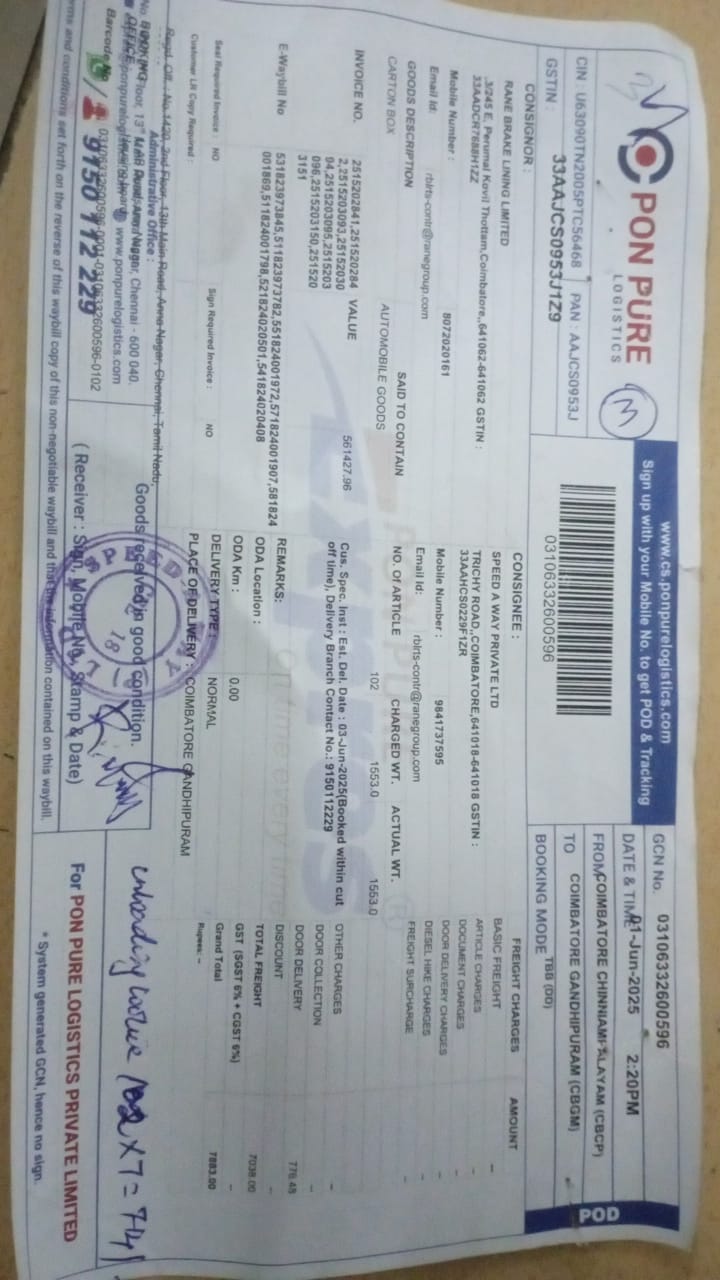 PON PURE
LOGISTICS
3
www.cs.ponpurelogistics.com
Sign up with your Mobile No. to get POD & Tracking
CIN : U63090TN2005PTC56468 PAN : AAJCS0953J
GSTIN : 33AAJCS0953J1Z9
03106332600596
GCN No. 03106332600596
DATE & TIME 01-Jun-2025 2:20PM
FROM COIMBATORE CHINNIAMPALAYAM (CBCP)
TO COIMBATORE GANDHIPURAM (CBGM)
BOOKING MODE TBB (DD)
POD
CONSIGNOR :
RANE BRAKE LINING LIMITED
3/245 E, Perumal Kovil Thottam,Coimbatore,,641062-641062 GSTIN :
33AADCR7688H1ZZ
Mobile Number : 8072020161
Email Id: rblrts-contr@ranegroup.com
CONSIGNEE :
SPEED A WAY PRIVATE LTD
TRICHY ROAD,,COIMBATORE,641018-641018 GSTIN :
33AAHCS0229F1ZR
Mobile Number : 9841737595
Email Id: rblrts-contr@ranegroup.com
GOODS DESCRIPTION SAID TO CONTAIN NO. Of ARTICLE CHARGED WT. ACTUAL WT.
CARTON BOX AUTOMOBILE GOODS 102 1553.0 1553.0
INVOICE NO. 2515202841,251520284
2,2515203093,25152030
94,2515203095,2515203
096,2515203150,251520
3151
VALUE 561427.96
E-Waybill No 531823973845,511823973782,551824001972,571824001907,581824
001869,511824001798,521824020501,541824020408
Seal Required Invoice : NO Sign Required Invoice : NO
Customer LR Copy Required :
Cus. Spec. Inst : Est. Del. Date : 03-Jun-2025(Booked within cut
off time), Delivery Branch Contact No.: 9150112229
REMARKS:
ODA Location :
ODA Km : 0.00
DELIVERY TYPE : NORMAL
PLACE OF DELIVERY : COIMBATORE GANDHIPURAM
FREIGHT CHARGES AMOUNT
BASIC FREIGHT -
ARTICLE CHARGES -
DOCUMENT CHARGES -
DOOR DELIVERY CHARGES -
DIESEL HIKE CHARGES -
FREIGHT SURCHARGE -
OTHER CHARGES -
DOOR COLLECTION -
DOOR DELIVERY 776.48
DISCOUNT -
TOTAL FREIGHT 7038.00
GST (SGST 6% + CGST 6%) -
Grand Total 7883.00
Rupees: --
Regd. Off. : No.1420, 2nd Floor, 13th Main Road, Anna Nagar, Chennai, Tamil Nadu,
Administrative Office :
Anna Nagar, Chennai - 600 040.
www.ponpurelogistics.com
BOOKING
OFFICE
Barcode No
03106332600596-0001-03106332600596-0102
9150 112 229
Goods received in good condition.
( Receiver : Sign, Mobile No, Stamp & Date)
102 X 7 = 714
For PON PURE LOGISTICS PRIVATE LIMITED
* System generated GCN, hence no sign.
terms and conditions set forth on the reverse of this waybill copy of this non-negotiable waybill and that the information contained on this waybill.